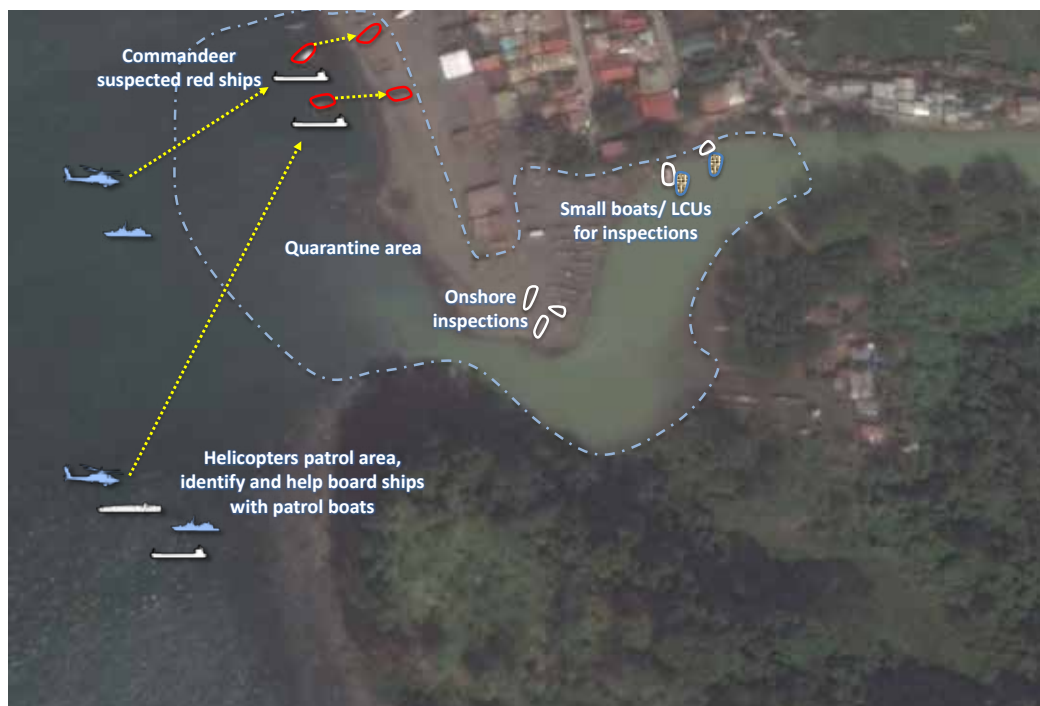 Commandeer
suspected red ships
Small boats/ LCUs
for inspections
Quarantine area
Onshore
inspections
Helicopters patrol area,
identify and help board ships
with patrol boats